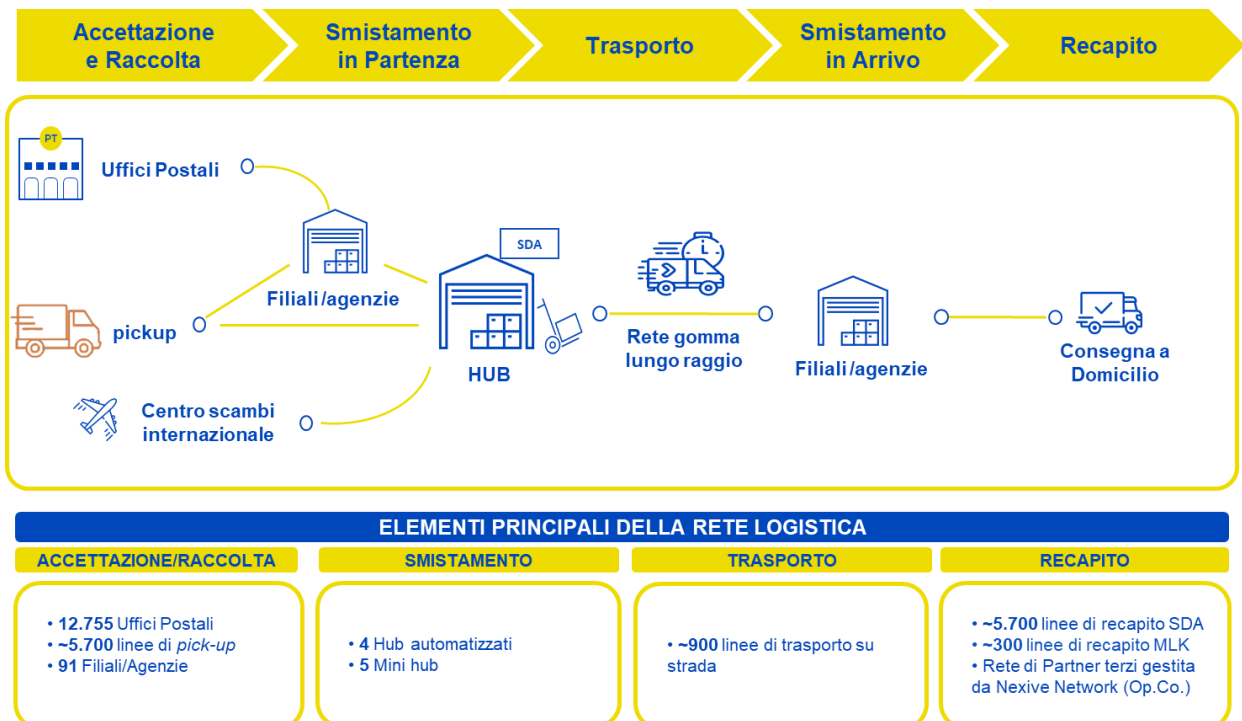 Accettazione
e Raccolta
Smistamento
in Partenza
Trasporto
Smistamento
in Arrivo
Recapito
PT
Uffici Postali
SDA
Filiali/agenzie
pickup
HUB
Rete gomma
lungo raggio
Filiali/agenzie
Consegna a
Domicilio
Centro scambi
internazionale
ELEMENTI PRINCIPALI DELLA RETE LOGISTICA
ACCETTAZIONE/RACCOLTA
• 12.755 Uffici Postali
• ~5.700 linee di pick-up
• 91 Filiali/Agenzie
SMISTAMENTO
• 4 Hub automatizzati
• 5 Mini hub
TRASPORTO
• ~900 linee di trasporto su
strada
RECAPITO
• ~5.700 linee di recapito SDA
• ~300 linee di recapito MLK
• Rete di Partner terzi gestita
da Nexive Network (Op.Co.)